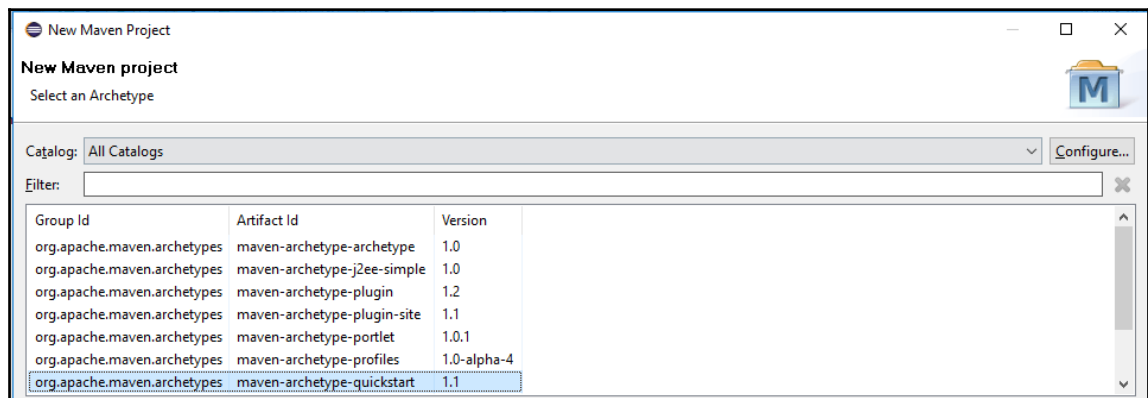 New Maven Project
New Maven project
Select an Archetype
M
Catalog: All Catalogs Configure...
Filter:
Group Id Artifact Id Version
org.apache.maven.archetypes maven-archetype-archetype 1.0
org.apache.maven.archetypes maven-archetype-j2ee-simple 1.0
org.apache.maven.archetypes maven-archetype-plugin 1.2
org.apache.maven.archetypes maven-archetype-plugin-site 1.1
org.apache.maven.archetypes maven-archetype-portlet 1.0.1
org.apache.maven.archetypes maven-archetype-profiles 1.0-alpha-4
org.apache.maven.archetypes maven-archetype-quickstart 1.1